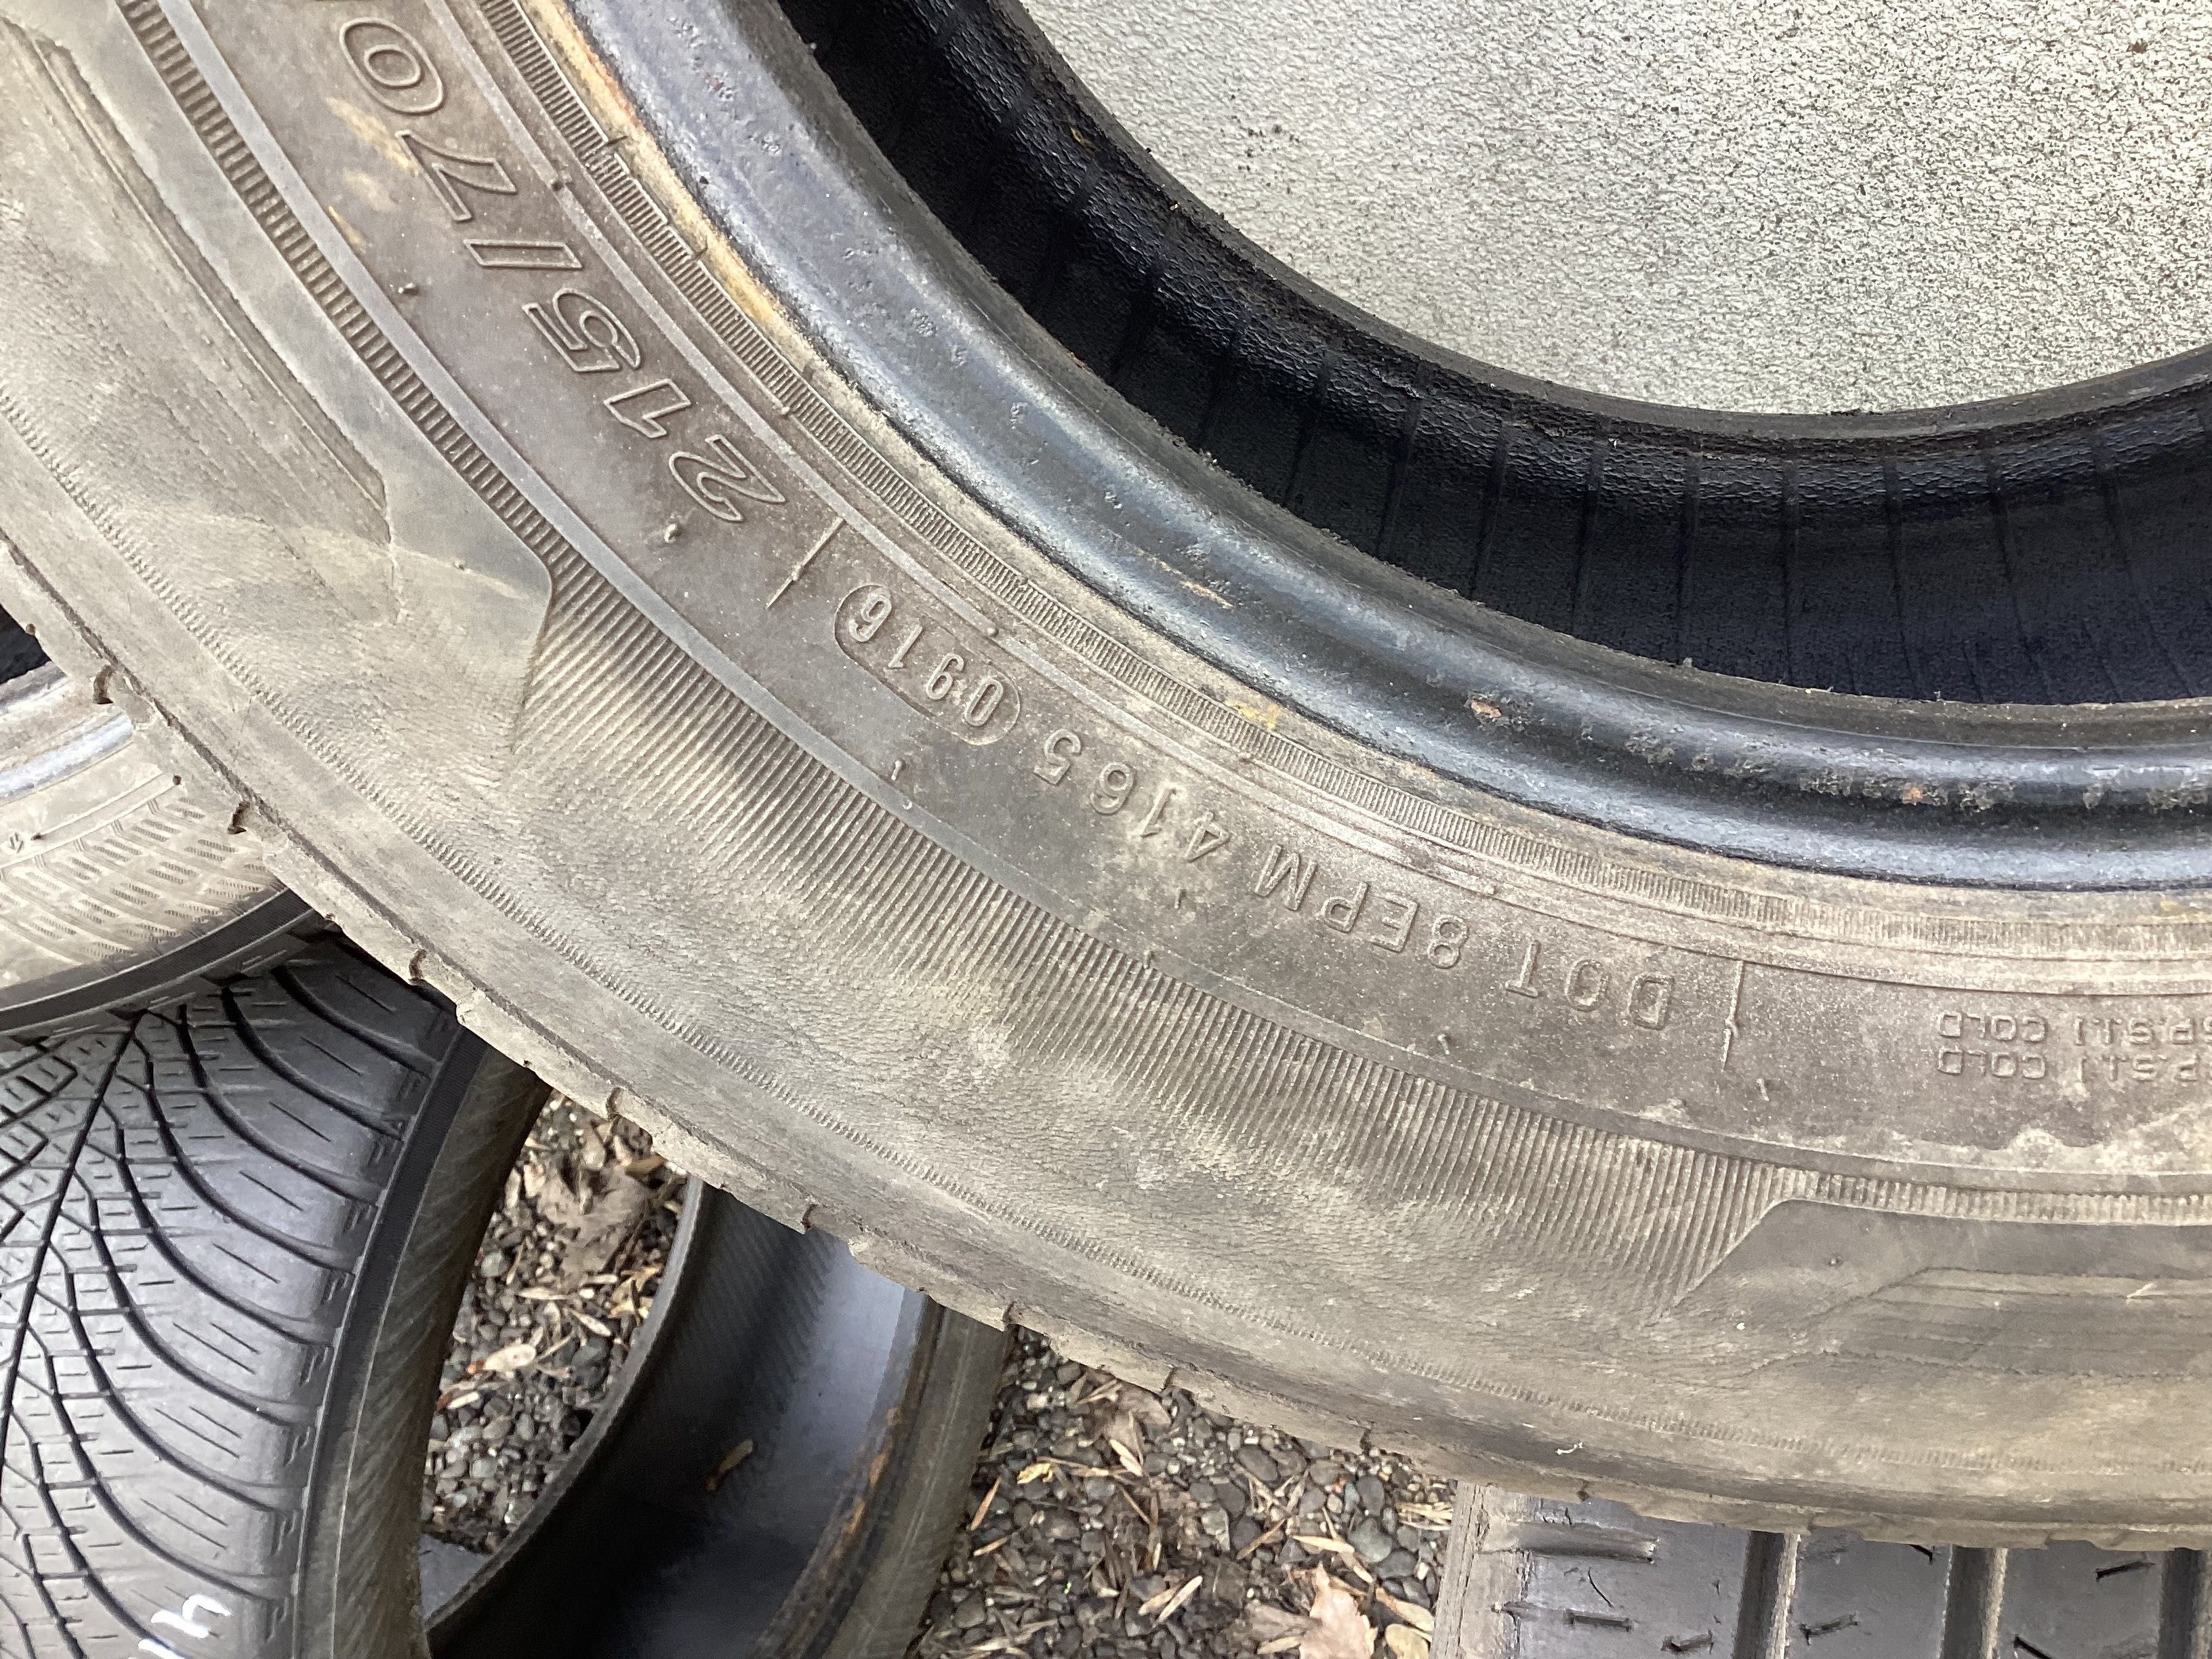 P.S.I.) COLD
P.S.I.) COLD
DOT 8EPM 4165 0916
215/70